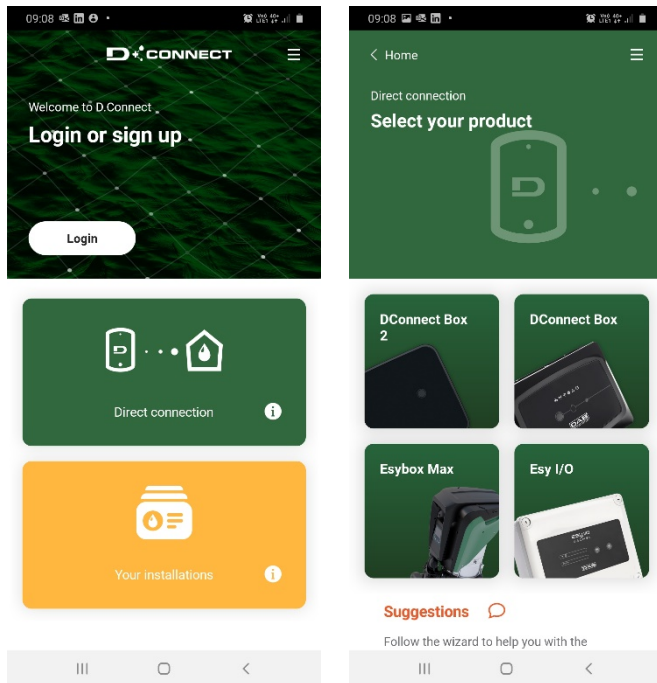 09:08
D+CONNECT
Welcome to D.Connect
Login or sign up
Login
Direct connection
Your installations
09:08
Home
Direct connection
Select your product
D
DConnect Box
2
DConnect Box
DAB
Esybox Max
Esy I/O
DAB
Suggestions
Follow the wizard to help you with the